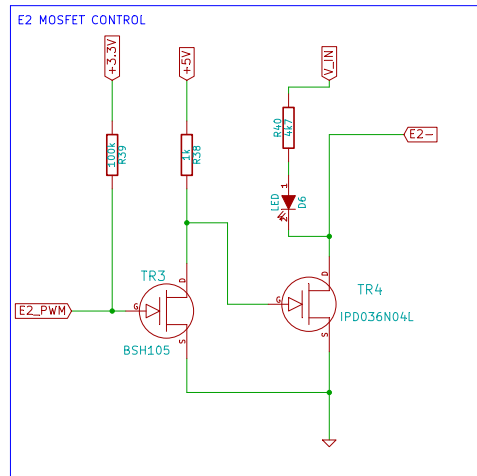 E2 MOSFET CONTROL
+3.3V
+5V
V_IN
100k
R39
1k
R38
R40
4k7
E2-
1
LED
D6
2
TR3
D
G
S
BSH105
E2_PWM
TR4
D
G
S
IPD036N04L